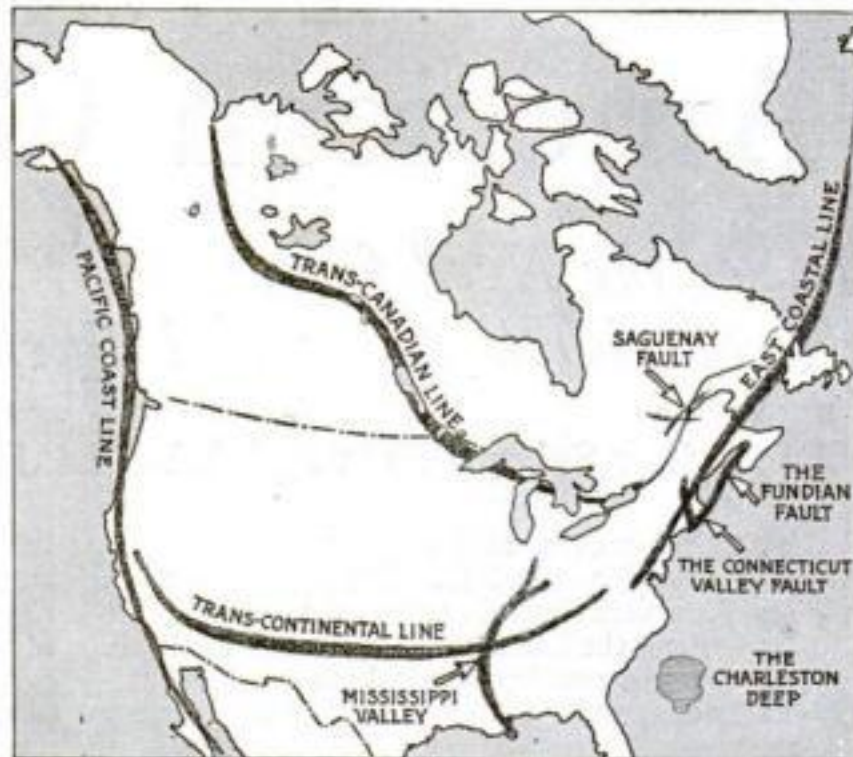 PACIFIC COAST LINE
TRANS-CANADIAN LINE
EAST COASTAL LINE
SAGUENAY
FAULT
THE
FUNDIAN
FAULT
THE CONNECTICUT
VALLEY FAULT
TRANS-CONTINENTAL LINE
MISSISSIPPI
VALLEY
THE
CHARLESTON
DEEP